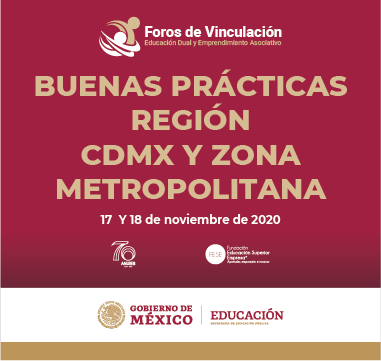 Foros de Vinculación
Educación Dual y Emprendimiento Asociativo
BUENAS PRÁCTICAS
REGIÓN
CDMX Y ZONA
METROPOLITANA
17 Y 18 de noviembre de 2020
70
ANUIES
FESE
Fundación
Educación Superior
Empresa
GOBIERNO DE
MÉXICO
EDUCACIÓN
SECRETARÍA DE EDUCACIÓN PÚBLICA